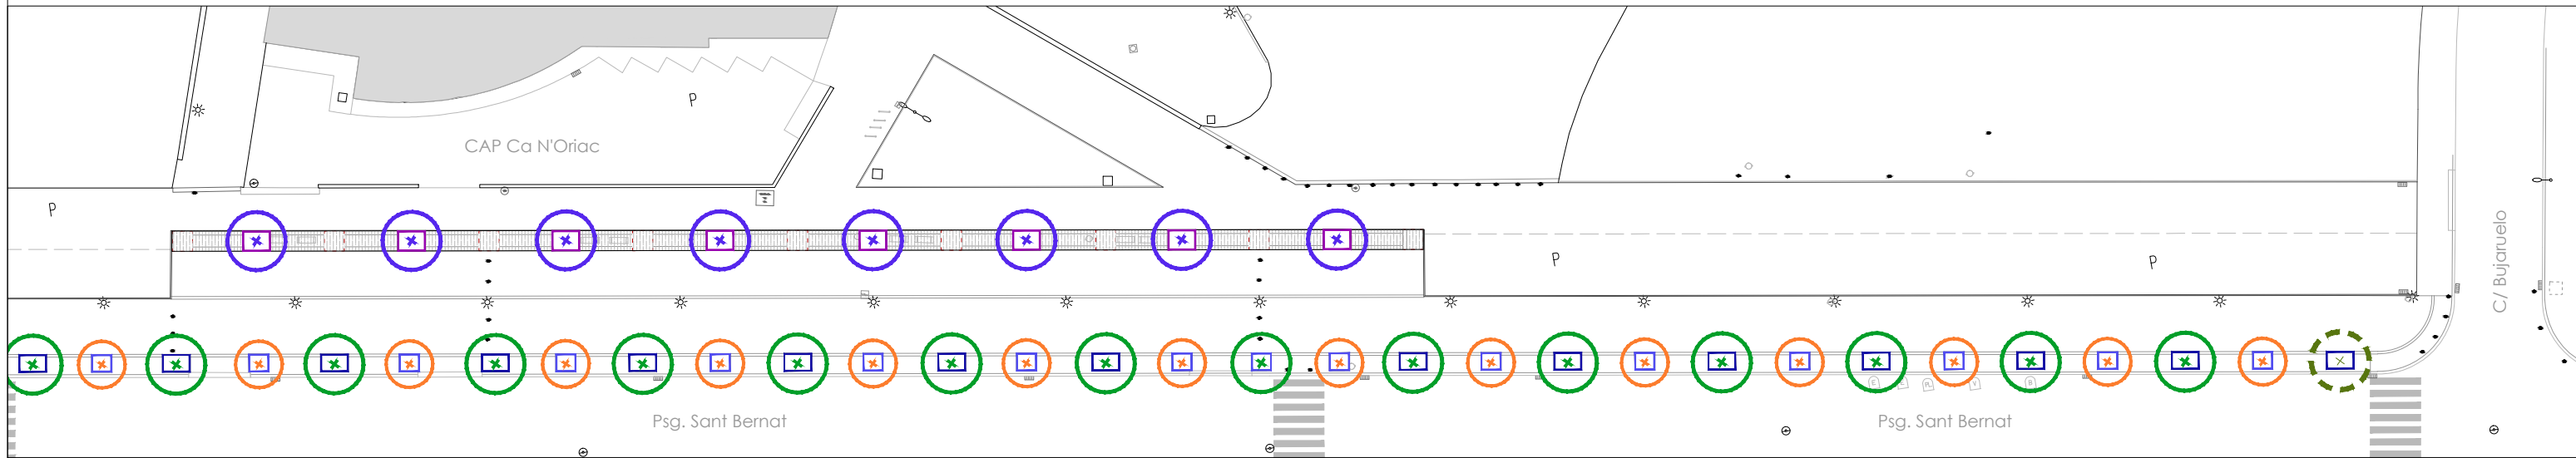 P
CAP Ca N'Oriac
P
P
P
C/ Bujaruelo
Psg. Sant Bernat
Psg. Sant Bernat